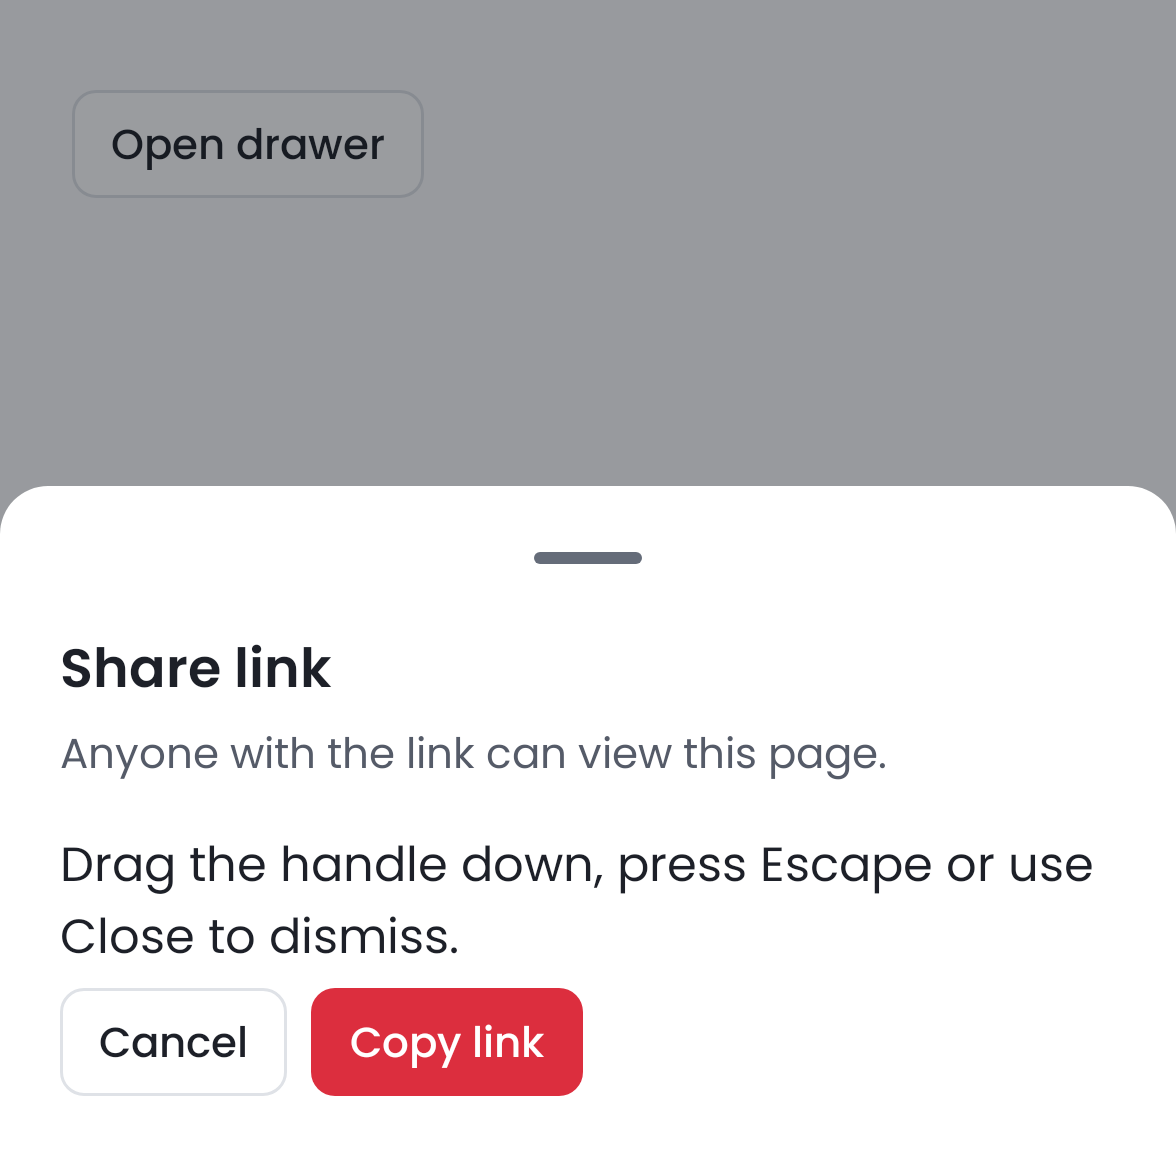 Open drawer
Share link
Anyone with the link can view this page.
Drag the handle down, press Escape or use
Close to dismiss.
Cancel
Copy link